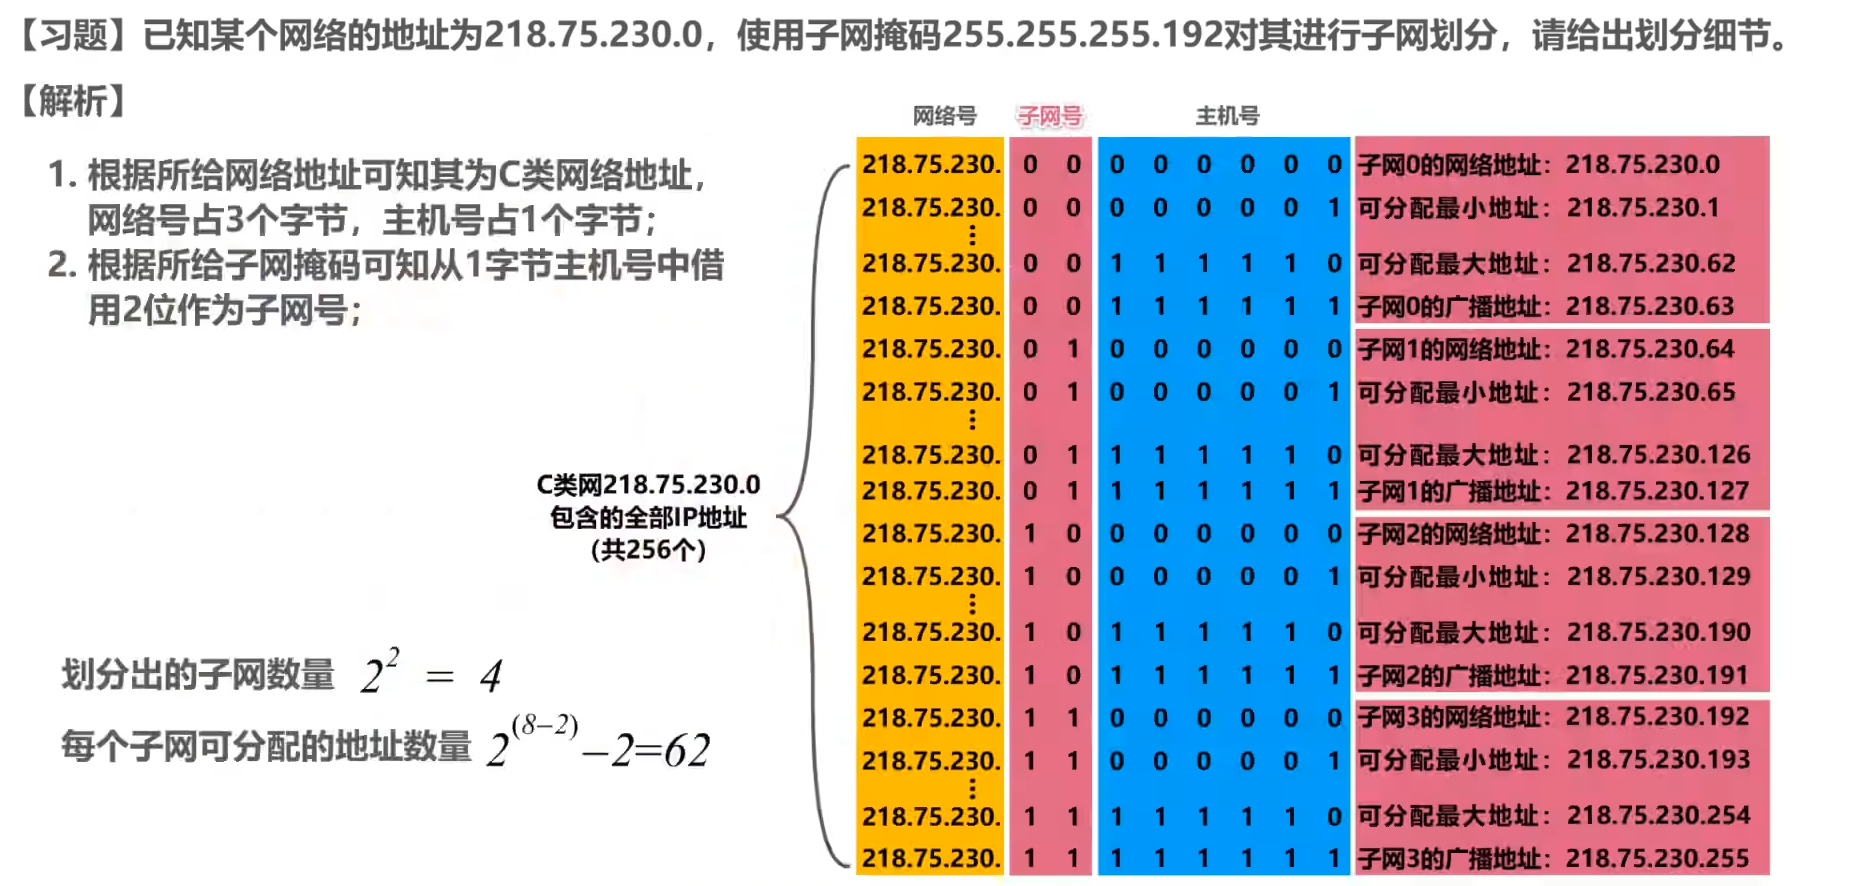 【习题】已知某个网络的地址为218.75.230.0，使用子网掩码255.255.255.192对其进行子网划分，请给出划分细节。
【解析】
1. 根据所给网络地址可知其为C类网络地址，
网络号占3个字节，主机号占1个字节；
2. 根据所给子网掩码可知从1字节主机号中借
用2位作为子网号；
C类网218.75.230.0
包含的全部IP地址
（共256个）
划分出的子网数量 2^2 = 4
每个子网可分配的地址数量 2^(8−2) −2=62
网络号 子网号 主机号
218.75.230. 0 0 0 0 0 0 0 0 子网0的网络地址：218.75.230.0
218.75.230. 0 0 0 0 0 0 0 1 可分配最小地址：218.75.230.1
⋮
218.75.230. 0 0 1 1 1 1 1 0 可分配最大地址：218.75.230.62
218.75.230. 0 0 1 1 1 1 1 1 子网0的广播地址：218.75.230.63
218.75.230. 0 1 0 0 0 0 0 0 子网1的网络地址：218.75.230.64
218.75.230. 0 1 0 0 0 0 0 1 可分配最小地址：218.75.230.65
⋮
218.75.230. 0 1 1 1 1 1 1 0 可分配最大地址：218.75.230.126
218.75.230. 0 1 1 1 1 1 1 1 子网1的广播地址：218.75.230.127
218.75.230. 1 0 0 0 0 0 0 0 子网2的网络地址：218.75.230.128
218.75.230. 1 0 0 0 0 0 0 1 可分配最小地址：218.75.230.129
⋮
218.75.230. 1 0 1 1 1 1 1 0 可分配最大地址：218.75.230.190
218.75.230. 1 0 1 1 1 1 1 1 子网2的广播地址：218.75.230.191
218.75.230. 1 1 0 0 0 0 0 0 子网3的网络地址：218.75.230.192
218.75.230. 1 1 0 0 0 0 0 1 可分配最小地址：218.75.230.193
⋮
218.75.230. 1 1 1 1 1 1 1 0 可分配最大地址：218.75.230.254
218.75.230. 1 1 1 1 1 1 1 1 子网3的广播地址：218.75.230.255